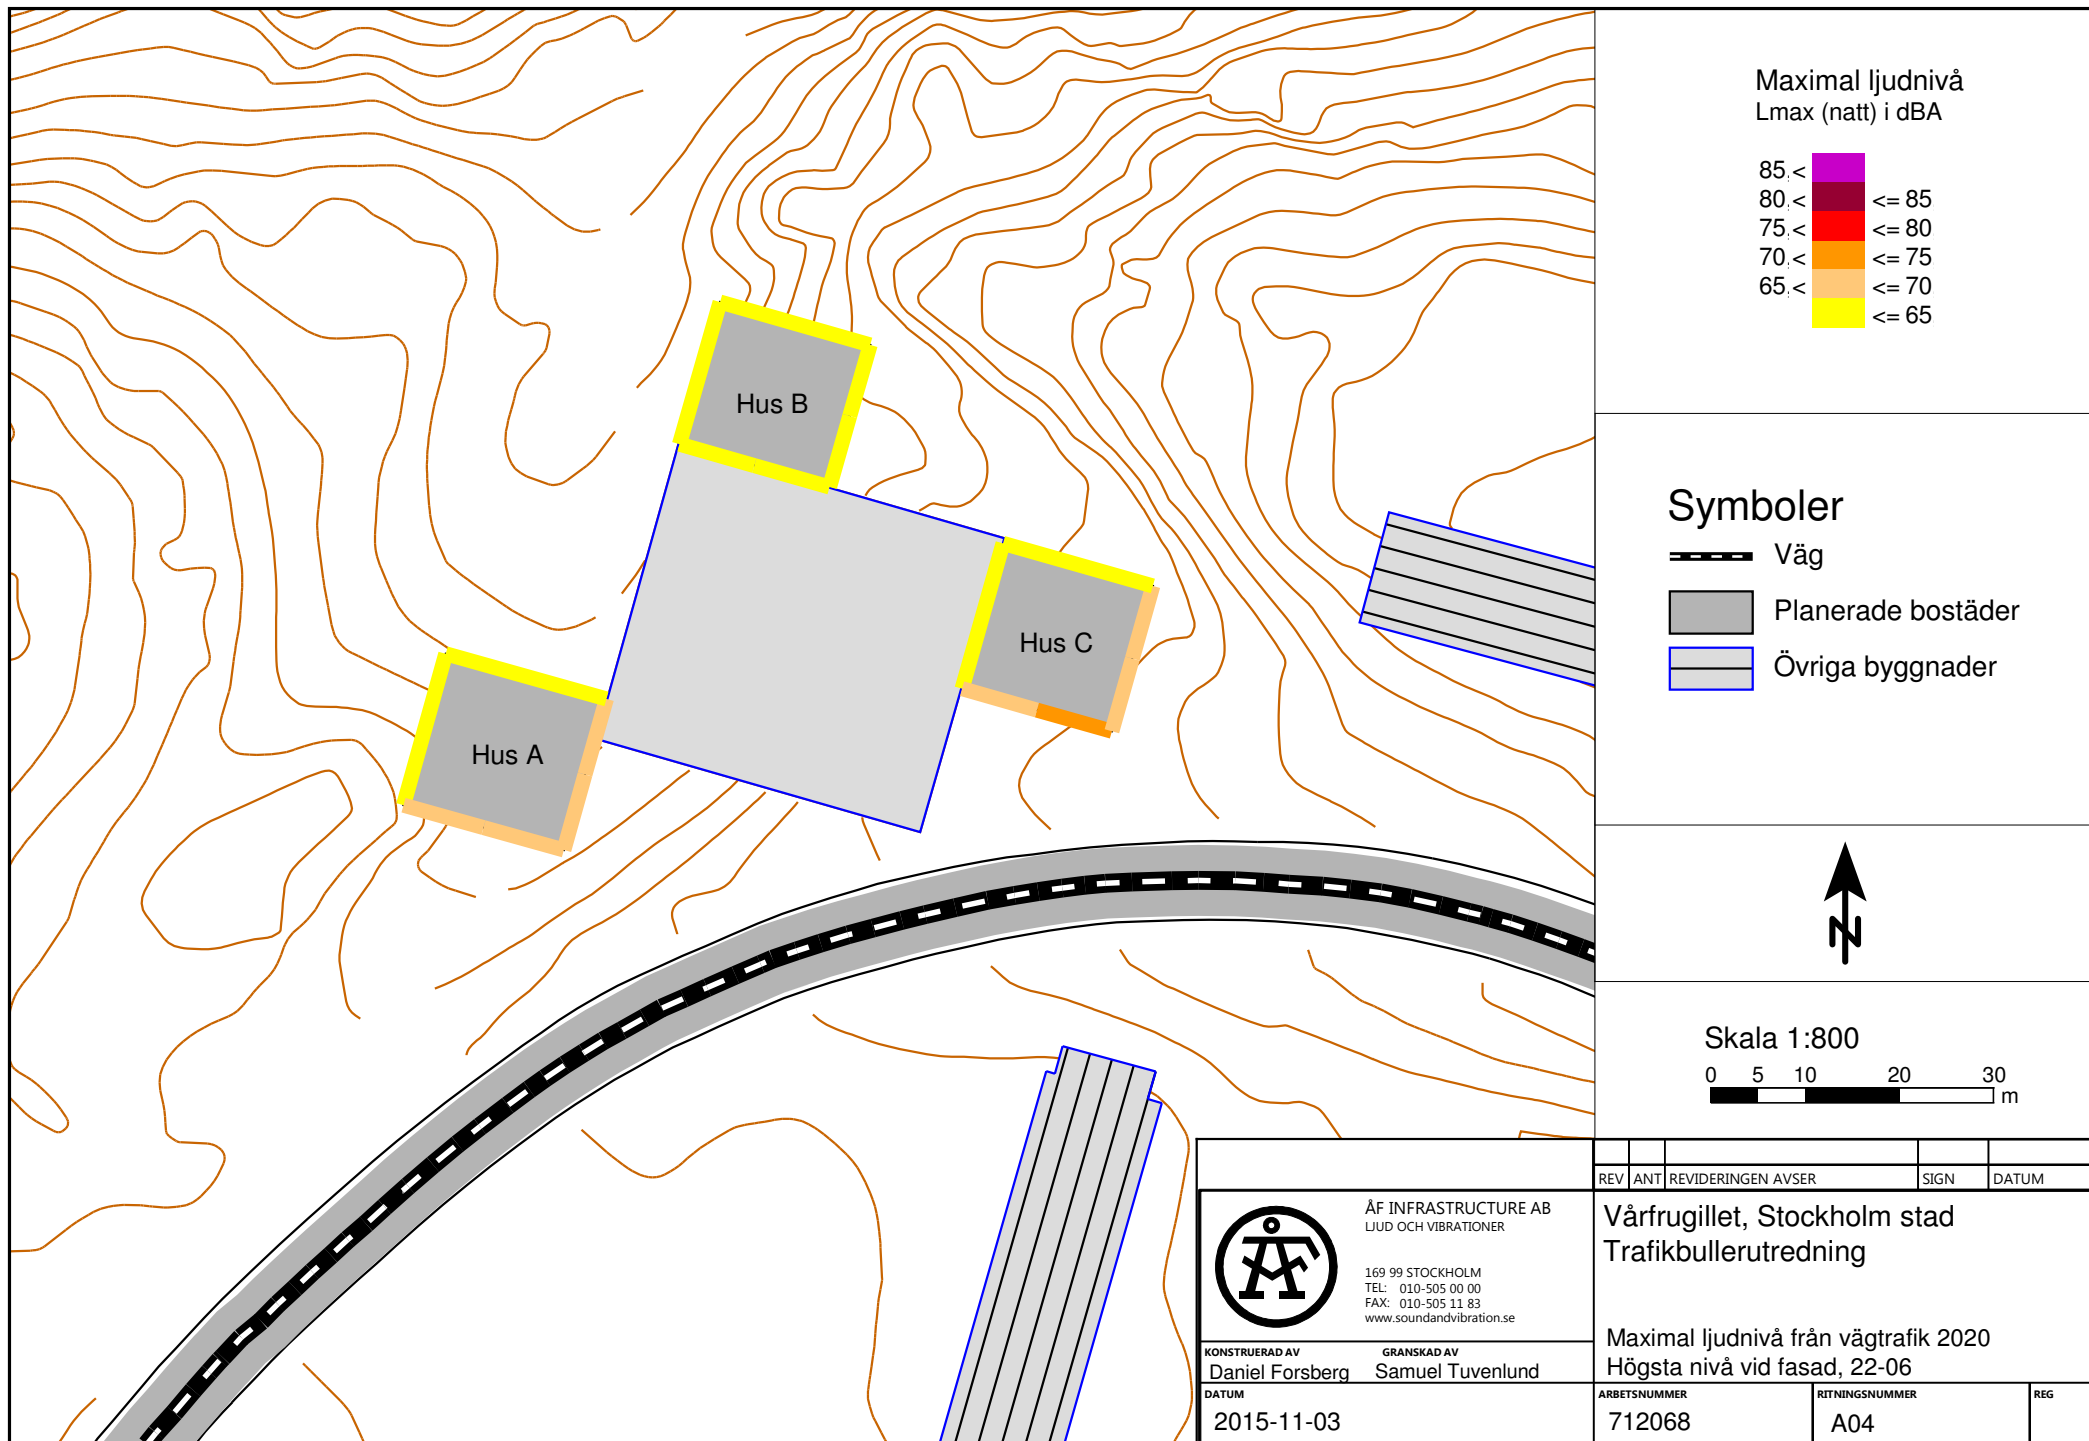 Maximal ljudnivå
Lmax (natt) i dBA
85 <
80 < <= 85
75 < <= 80
70 < <= 75
65 < <= 70
<= 65
Hus B
Hus C
Hus A
Symboler
Väg
Planerade bostäder
Övriga byggnader
N
Skala 1:800
0 5 10 20 30
m
REV ANT REVIDERINGEN AVSER SIGN DATUM
ÅF INFRASTRUCTURE AB
LJUD OCH VIBRATIONER
169 99 STOCKHOLM
TEL: 010-505 00 00
FAX: 010-505 11 83
www.soundandvibration.se
ÅF
Vårfrugillet, Stockholm stad
Trafikbullerutredning
Maximal ljudnivå från vägtrafik 2020
Högsta nivå vid fasad, 22-06
KONSTRUERAD AV GRANSKAD AV
Daniel Forsberg Samuel Tuvenlund
DATUM
2015-11-03
ARBETSNUMMER RITNINGSNUMMER REG
712068 A04